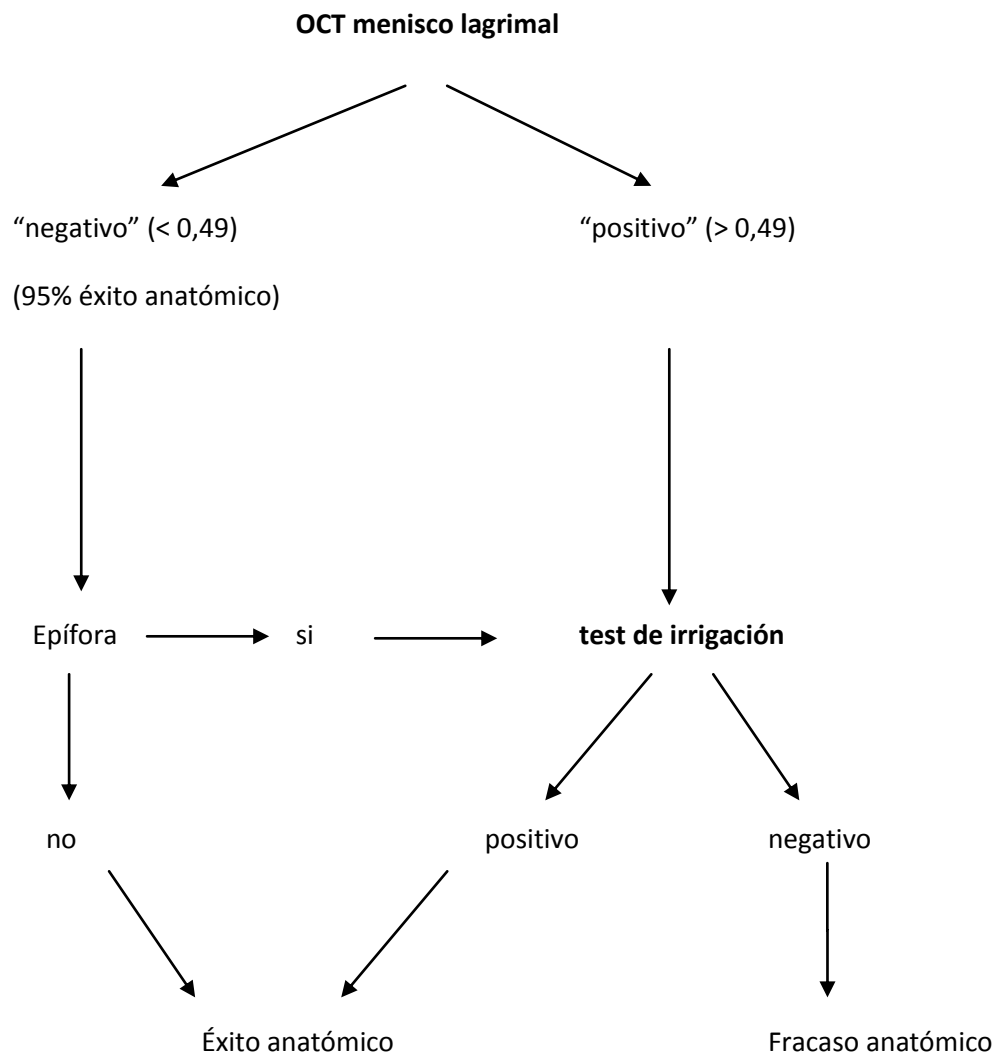 OCT menisco lagrimal
“negativo” (< 0,49)
“positivo” (> 0,49)
(95% éxito anatómico)
Epífora
si
test de irrigación
no
positivo
negativo
Éxito anatómico
Fracaso anatómico